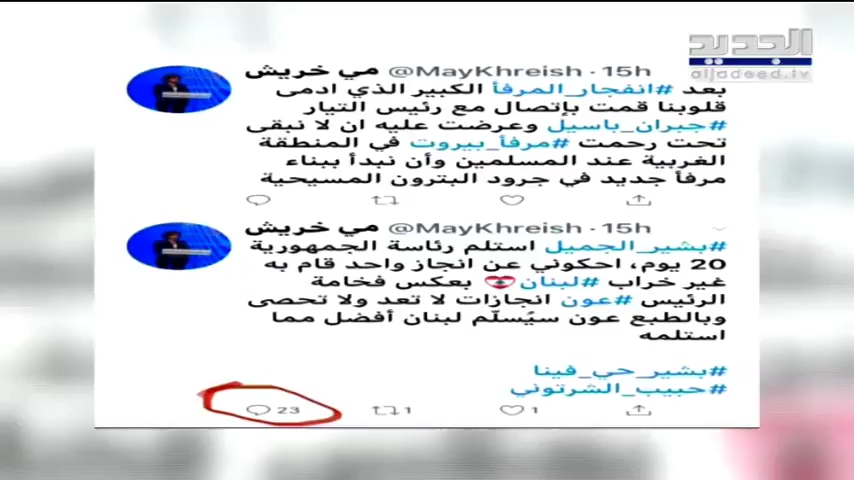 الجديد
aljadeed.tv
مي خريش @MayKhreish · 15h
بعد #انفجار_المرفأ الكبير الذي ادمى
قلوبنا قمت بإتصال مع رئيس التيار
#جبران_باسيل وعرضت عليه ان لا نبقى
تحت رحمت #مرفأ_بيروت في المنطقة
الغربية عند المسلمين وأن نبدأ ببناء
مرفأ جديد في جرود البترون المسيحية
مي خريش @MayKhreish · 15h
#بشير_الجميل استلم رئاسة الجمهورية
20 يوم، احكوني عن انجاز واحد قام به
غير خراب #لبنان بعكس فخامة
الرئيس #عون انجازات لا تعد ولا تحصى
وبالطبع عون سيُسلّم لبنان أفضل مما
استلمه
#بشير_حي_فينا
#حبيب_الشرتوني
23 1 1